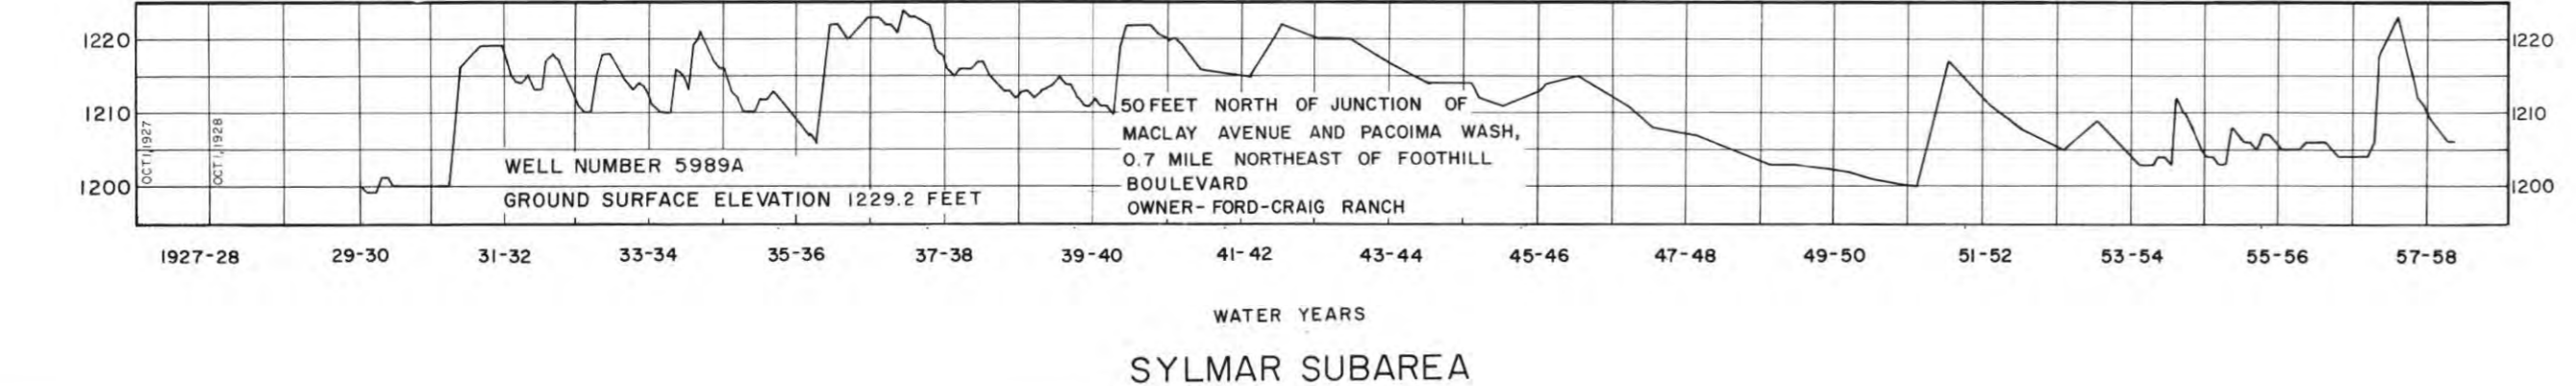 1220 1220
50 FEET NORTH OF JUNCTION OF
1210 1210
OCT 1, 1927
OCT 1, 1928
MACLAY AVENUE AND PACOIMA WASH,
WELL NUMBER 5989A
0.7 MILE NORTHEAST OF FOOTHILL
1200 1200
BOULEVARD
GROUND SURFACE ELEVATION 1229.2 FEET
OWNER-FORD-CRAIG RANCH
1927-28 29-30 31-32 33-34 35-36 37-38 39-40 41-42 43-44 45-46 47-48 49-50 51-52 53-54 55-56 57-58
WATER YEARS
SYLMAR SUBAREA